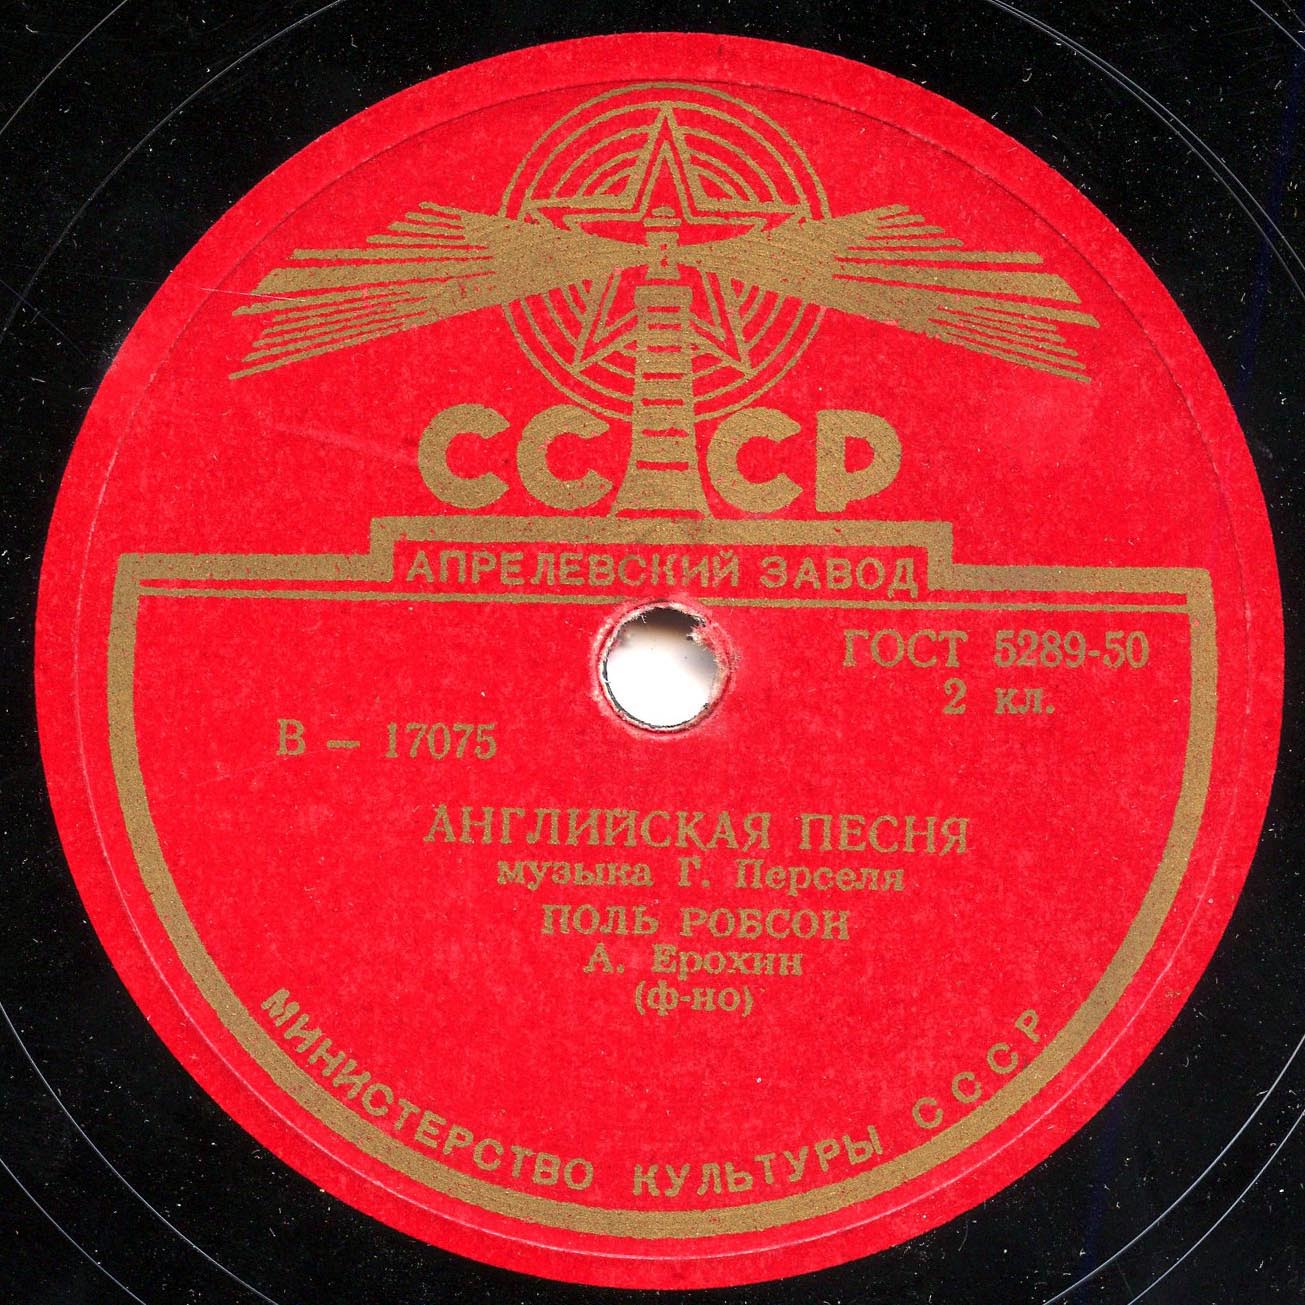 СССР
АПРЕЛЕВСКИЙ ЗАВОД
ГОСТ 5289-50
2 кл.
В — 17075
АНГЛИЙСКАЯ ПЕСНЯ
музыка Г. Перселя
ПОЛЬ РОБСОН
А. Ерохин
(ф-но)
МИНИСТЕРСТВО КУЛЬТУРЫ СССР